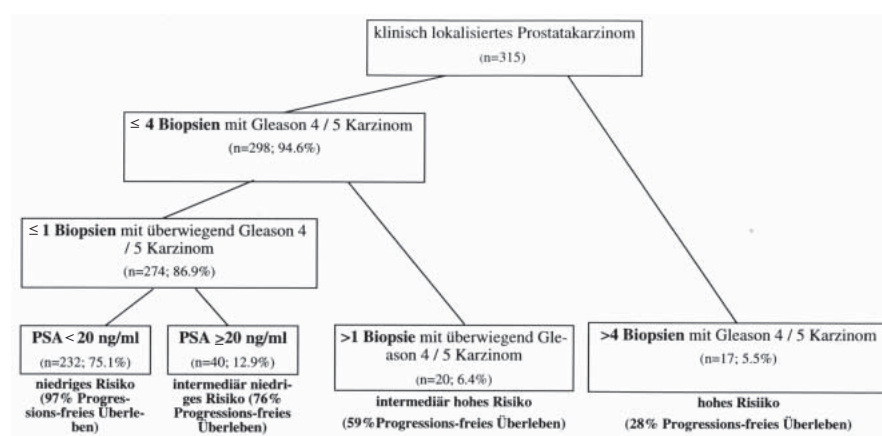 klinisch lokalisiertes Prostatakarzinom
(n=315)
≤ 4 Biopsien mit Gleason 4 / 5 Karzinom
(n=298; 94.6%)
≤ 1 Biopsien mit überwiegend Gleason 4
/ 5 Karzinom
(n=274; 86.9%)
PSA < 20 ng/ml
(n=232; 75.1%)
niedriges Risiko
(97% Progres-
sions-freies Überle-
ben)
PSA ≥20 ng/ml
(n=40; 12.9%)
intermediär niedri-
ges Risiko (76%
Progressions-freies
Überleben)
>1 Biopsie mit überwiegend Gle-
ason 4 / 5 Karzinom
(n=20; 6.4%)
intermediär hohes Risiko
(59%Progressions-freies Überleben)
>4 Biopsien mit Gleason 4 / 5 Karzinom
(n=17; 5.5%)
hohes Risiiko
(28% Progressions-freies Überleben)